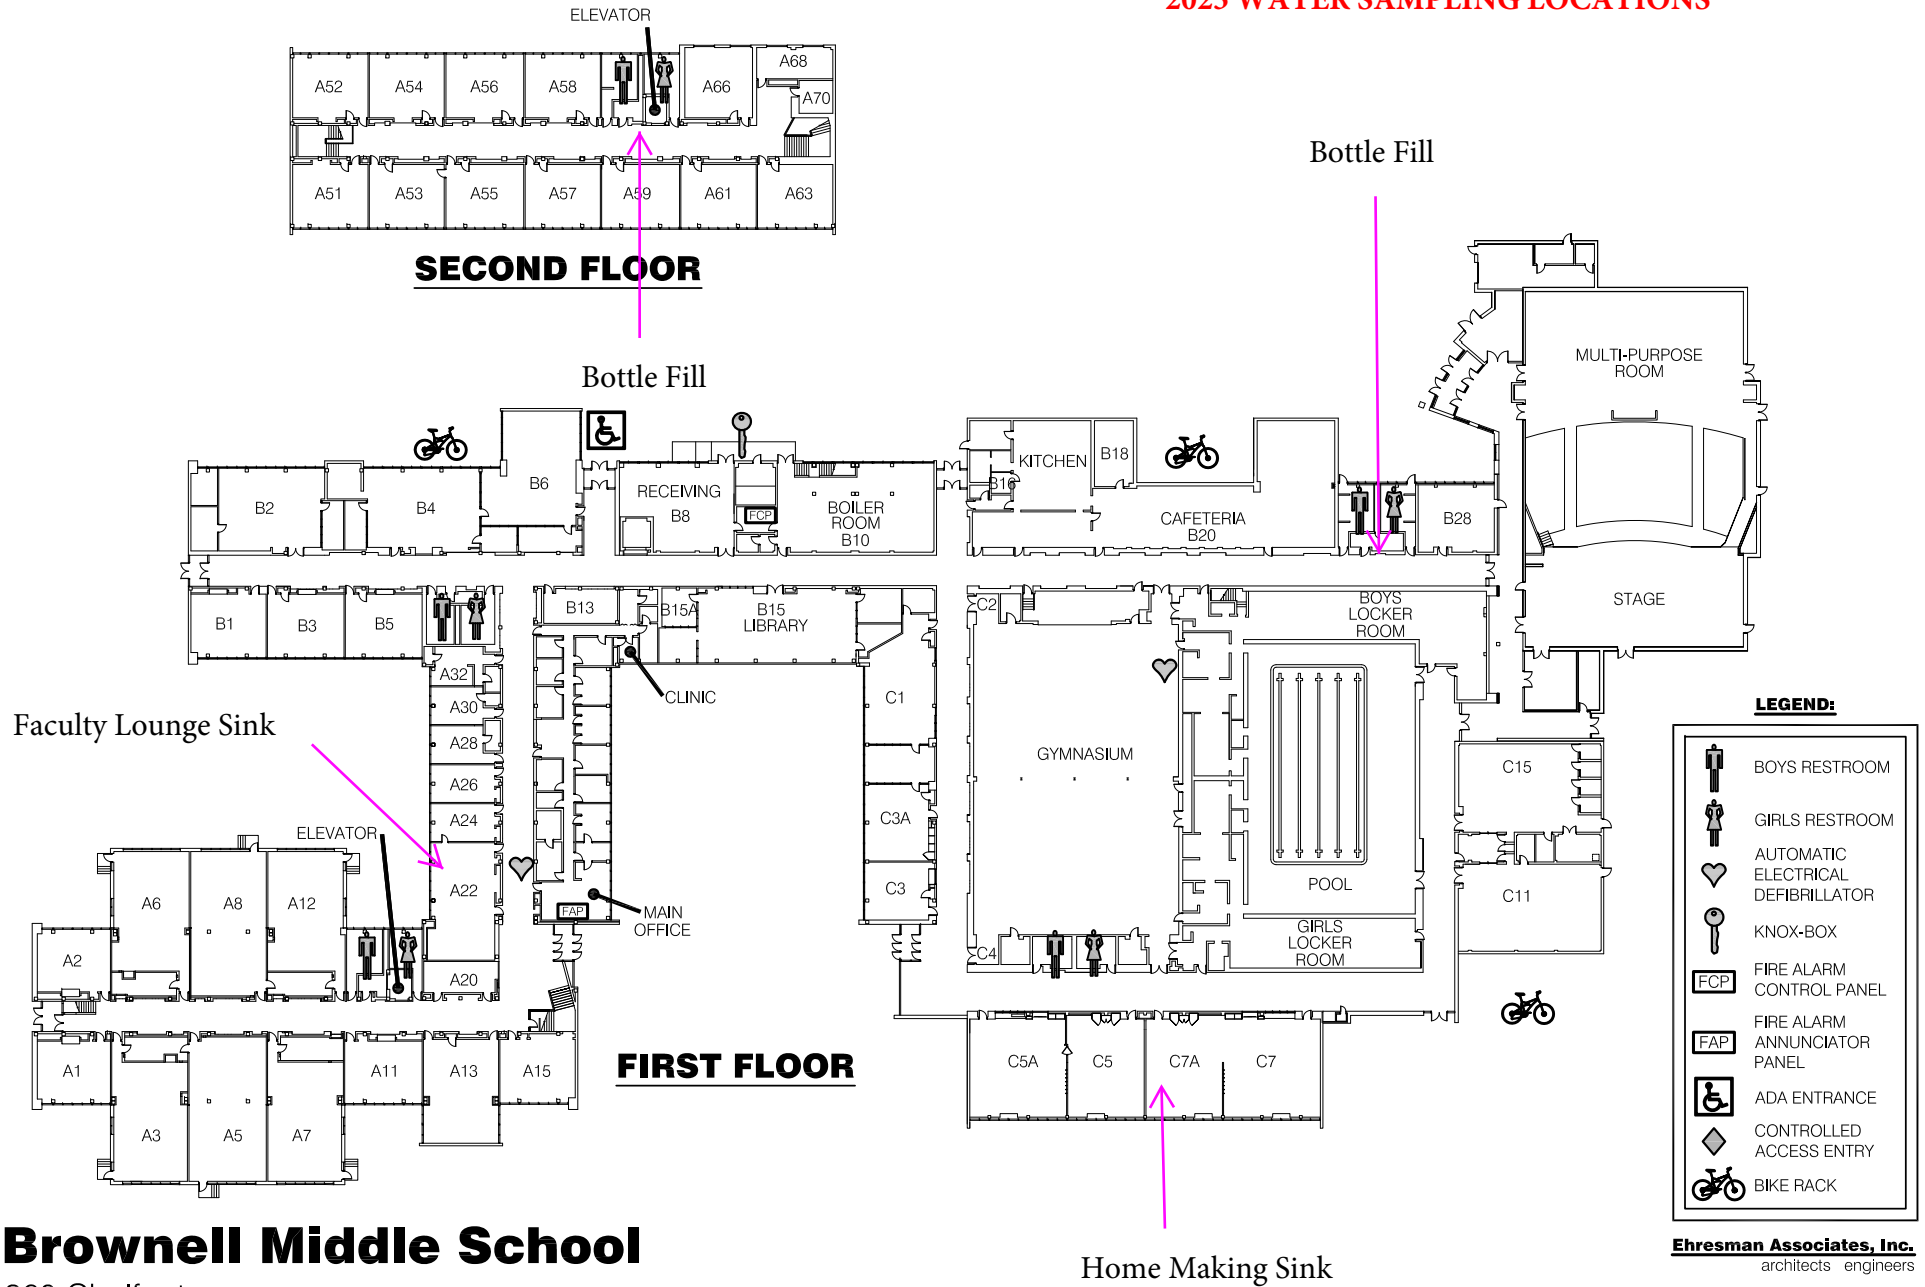 2023 WATER SAMPLING LOCATIONS
ELEVATOR
A52
A54
A56
A58
A66
A68
A70
A51
A53
A55
A57
A59
A61
A63
SECOND FLOOR
Bottle Fill
Bottle Fill
MULTI-PURPOSE
ROOM
B2
B4
B6
RECEIVING
B8
FCP
BOILER
ROOM
B10
KITCHEN
B16
B18
CAFETERIA
B20
B28
STAGE
B1
B3
B5
B13
B15A
B15
LIBRARY
C2
BOYS
LOCKER
ROOM
A32
A30
A28
A26
A24
A22
A20
CLINIC
C1
C3A
C3
GYMNASIUM
POOL
C15
C11
Faculty Lounge Sink
ELEVATOR
MAIN
OFFICE
FAP
C4
GIRLS
LOCKER
ROOM
A2
A6
A8
A12
A1
A3
A5
A7
A11
A13
A15
FIRST FLOOR
C5A
C5
C7A
C7
Home Making Sink
LEGEND:
BOYS RESTROOM
GIRLS RESTROOM
AUTOMATIC
ELECTRICAL
DEFIBRILLATOR
KNOX-BOX
FCP
FIRE ALARM
CONTROL PANEL
FAP
FIRE ALARM
ANNUNCIATOR
PANEL
ADA ENTRANCE
CONTROLLED
ACCESS ENTRY
BIKE RACK
Ehresman Associates, Inc.
architects engineers
Brownell Middle School